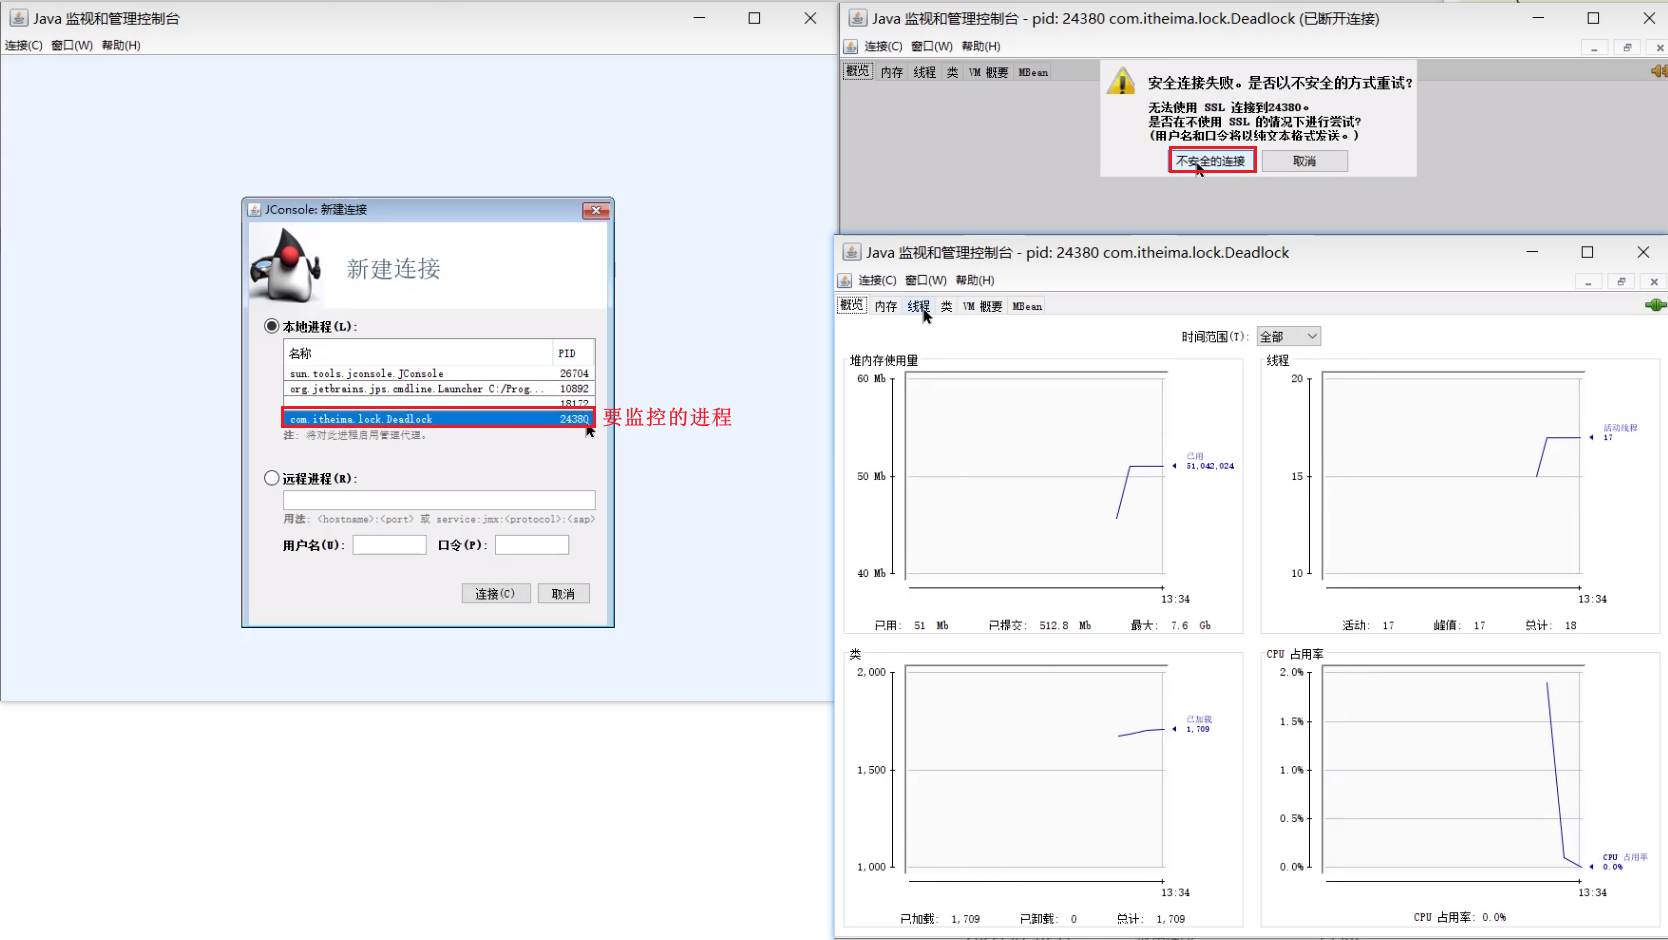 Java 监视和管理控制台
连接(C) 窗口(W) 帮助(H)
JConsole: 新建连接
新建连接
本地进程(L):
名称 PID
sun.tools.jconsole.JConsole 26704
org.jetbrains.jps.cmdline.Launcher C:/Prog... 10892
18172
com.itheima.lock.Deadlock 24380
要监控的进程
注: 将对此进程启用管理代理。
远程进程(R):
用法: <hostname>:<port> 或 service:jmx:<protocol>:<sap>
用户名(U): 口令(P):
连接(C) 取消
Java 监视和管理控制台 - pid: 24380 com.itheima.lock.Deadlock (已断开连接)
连接(C) 窗口(W) 帮助(H)
概览 内存 线程 类 VM 概要 MBean
安全连接失败。是否以不安全的方式重试?
无法使用 SSL 连接到24380。
是否在不使用 SSL 的情况下进行尝试?
(用户名和口令将以纯文本格式发送。)
不安全的连接 取消
Java 监视和管理控制台 - pid: 24380 com.itheima.lock.Deadlock
连接(C) 窗口(W) 帮助(H)
概览 内存 线程 类 VM 概要 MBean
时间范围(T): 全部
堆内存使用量
60 Mb
50 Mb
40 Mb
已用
51,042,024
13:34
已用: 51 Mb 已提交: 512.8 Mb 最大: 7.6 Gb
线程
20
15
10
活动线程
17
13:34
活动: 17 峰值: 17 总计: 18
类
2,000
1,500
1,000
已加载
1,709
13:34
已加载: 1,709 已卸载: 0 总计: 1,709
CPU 占用率
2.0%
1.5%
1.0%
0.5%
0.0%
CPU 占用率
0.0%
13:34
CPU 占用率: 0.0%